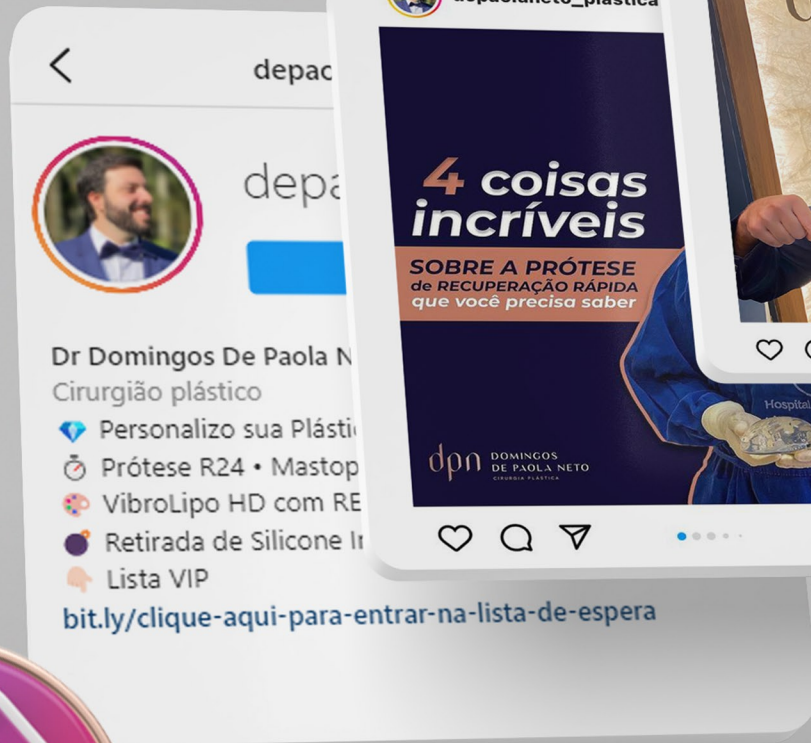 depao
depa
Dr Domingos De Paola N
Cirurgião plástico
Personalizo sua Plásti
Prótese R24 • Mastop
VibroLipo HD com RE
Retirada de Silicone
Lista VIP
bit.ly/clique-aqui-para-entrar-na-lista-de-espera
depaolaneto_plastica
4 coisas
incríveis
SOBRE A PRÓTESE
de RECUPERAÇÃO RÁPIDA
que você precisa saber
dpn
DOMINGOS
DE PAOLA NETO
CIRURGIA PLÁSTICA
Hospital